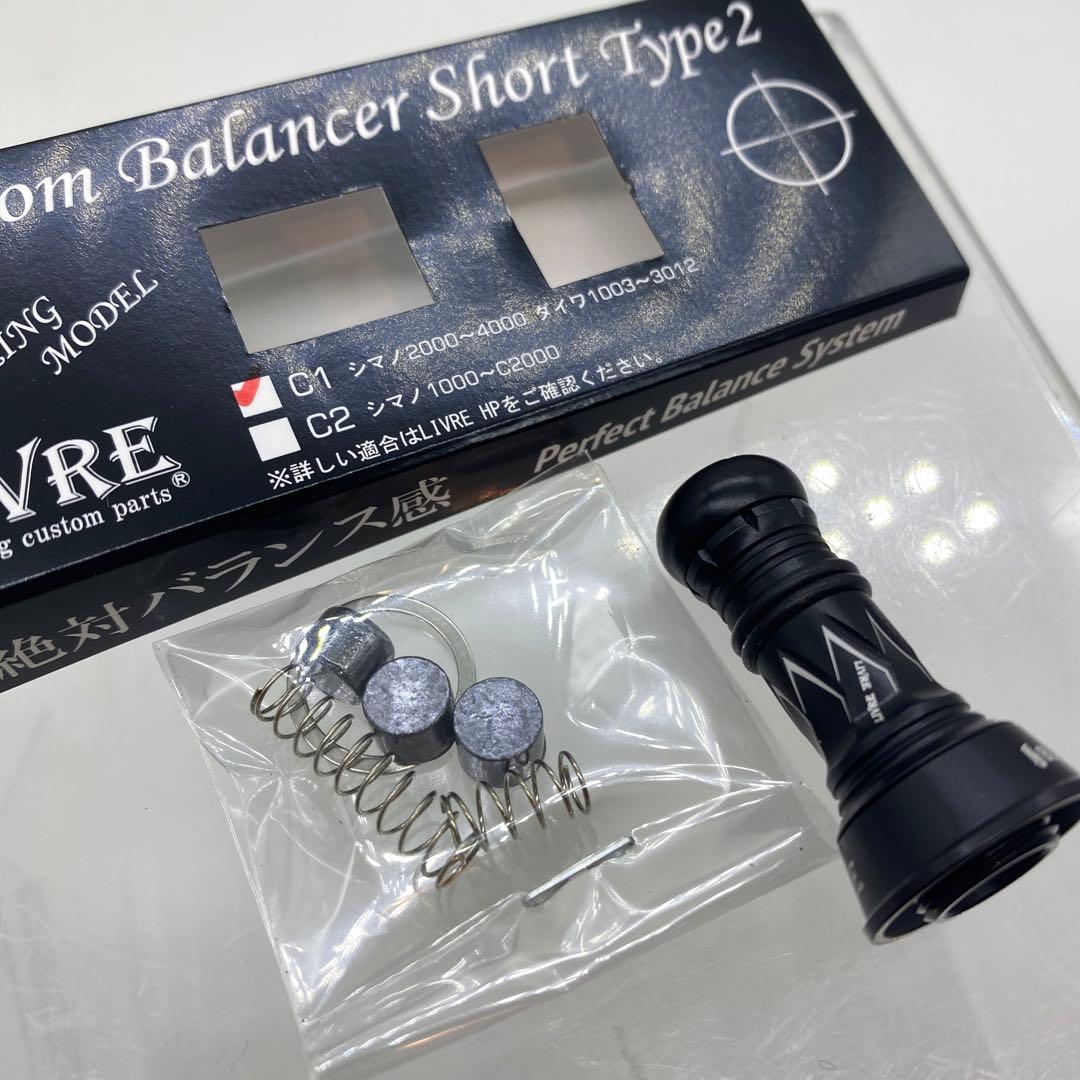 om Balancer Short Type2
ING
MODEL
C1 シマノ2000~4000 ダイワ1003~3012
C2 シマノ1000~C2000
※詳しい適合はLIVRE HPをご確認ください。
VRE
g custom parts®
絶対バランス感 Perfect Balance System
LIVRE